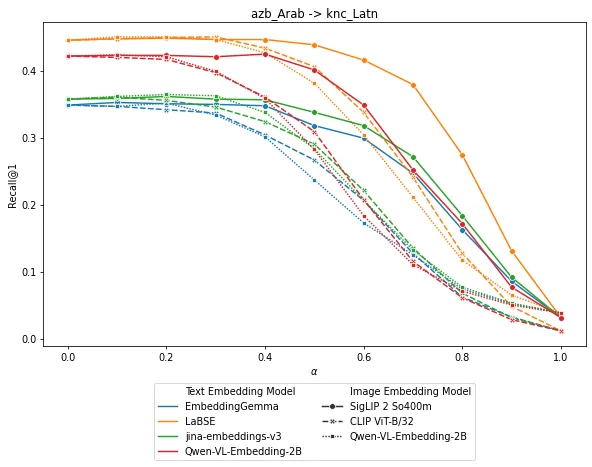 azb_Arab -> knc_Latn
Recall@1
0.4
0.3
0.2
0.1
0.0
0.0
0.2
0.4
0.6
0.8
1.0
α
Text Embedding Model
EmbeddingGemma
LaBSE
jina-embeddings-v3
Qwen-VL-Embedding-2B
Image Embedding Model
SigLIP 2 So400m
CLIP ViT-B/32
Qwen-VL-Embedding-2B